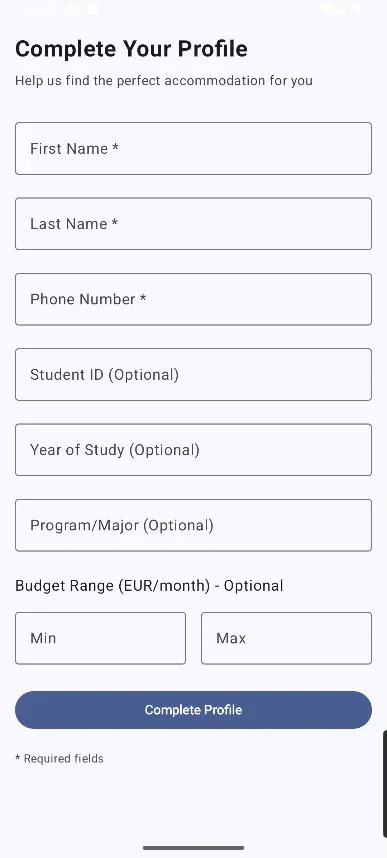 Complete Your Profile
Help us find the perfect accommodation for you
First Name *
Last Name *
Phone Number *
Student ID (Optional)
Year of Study (Optional)
Program/Major (Optional)
Budget Range (EUR/month) - Optional
Min Max
Complete Profile
* Required fields